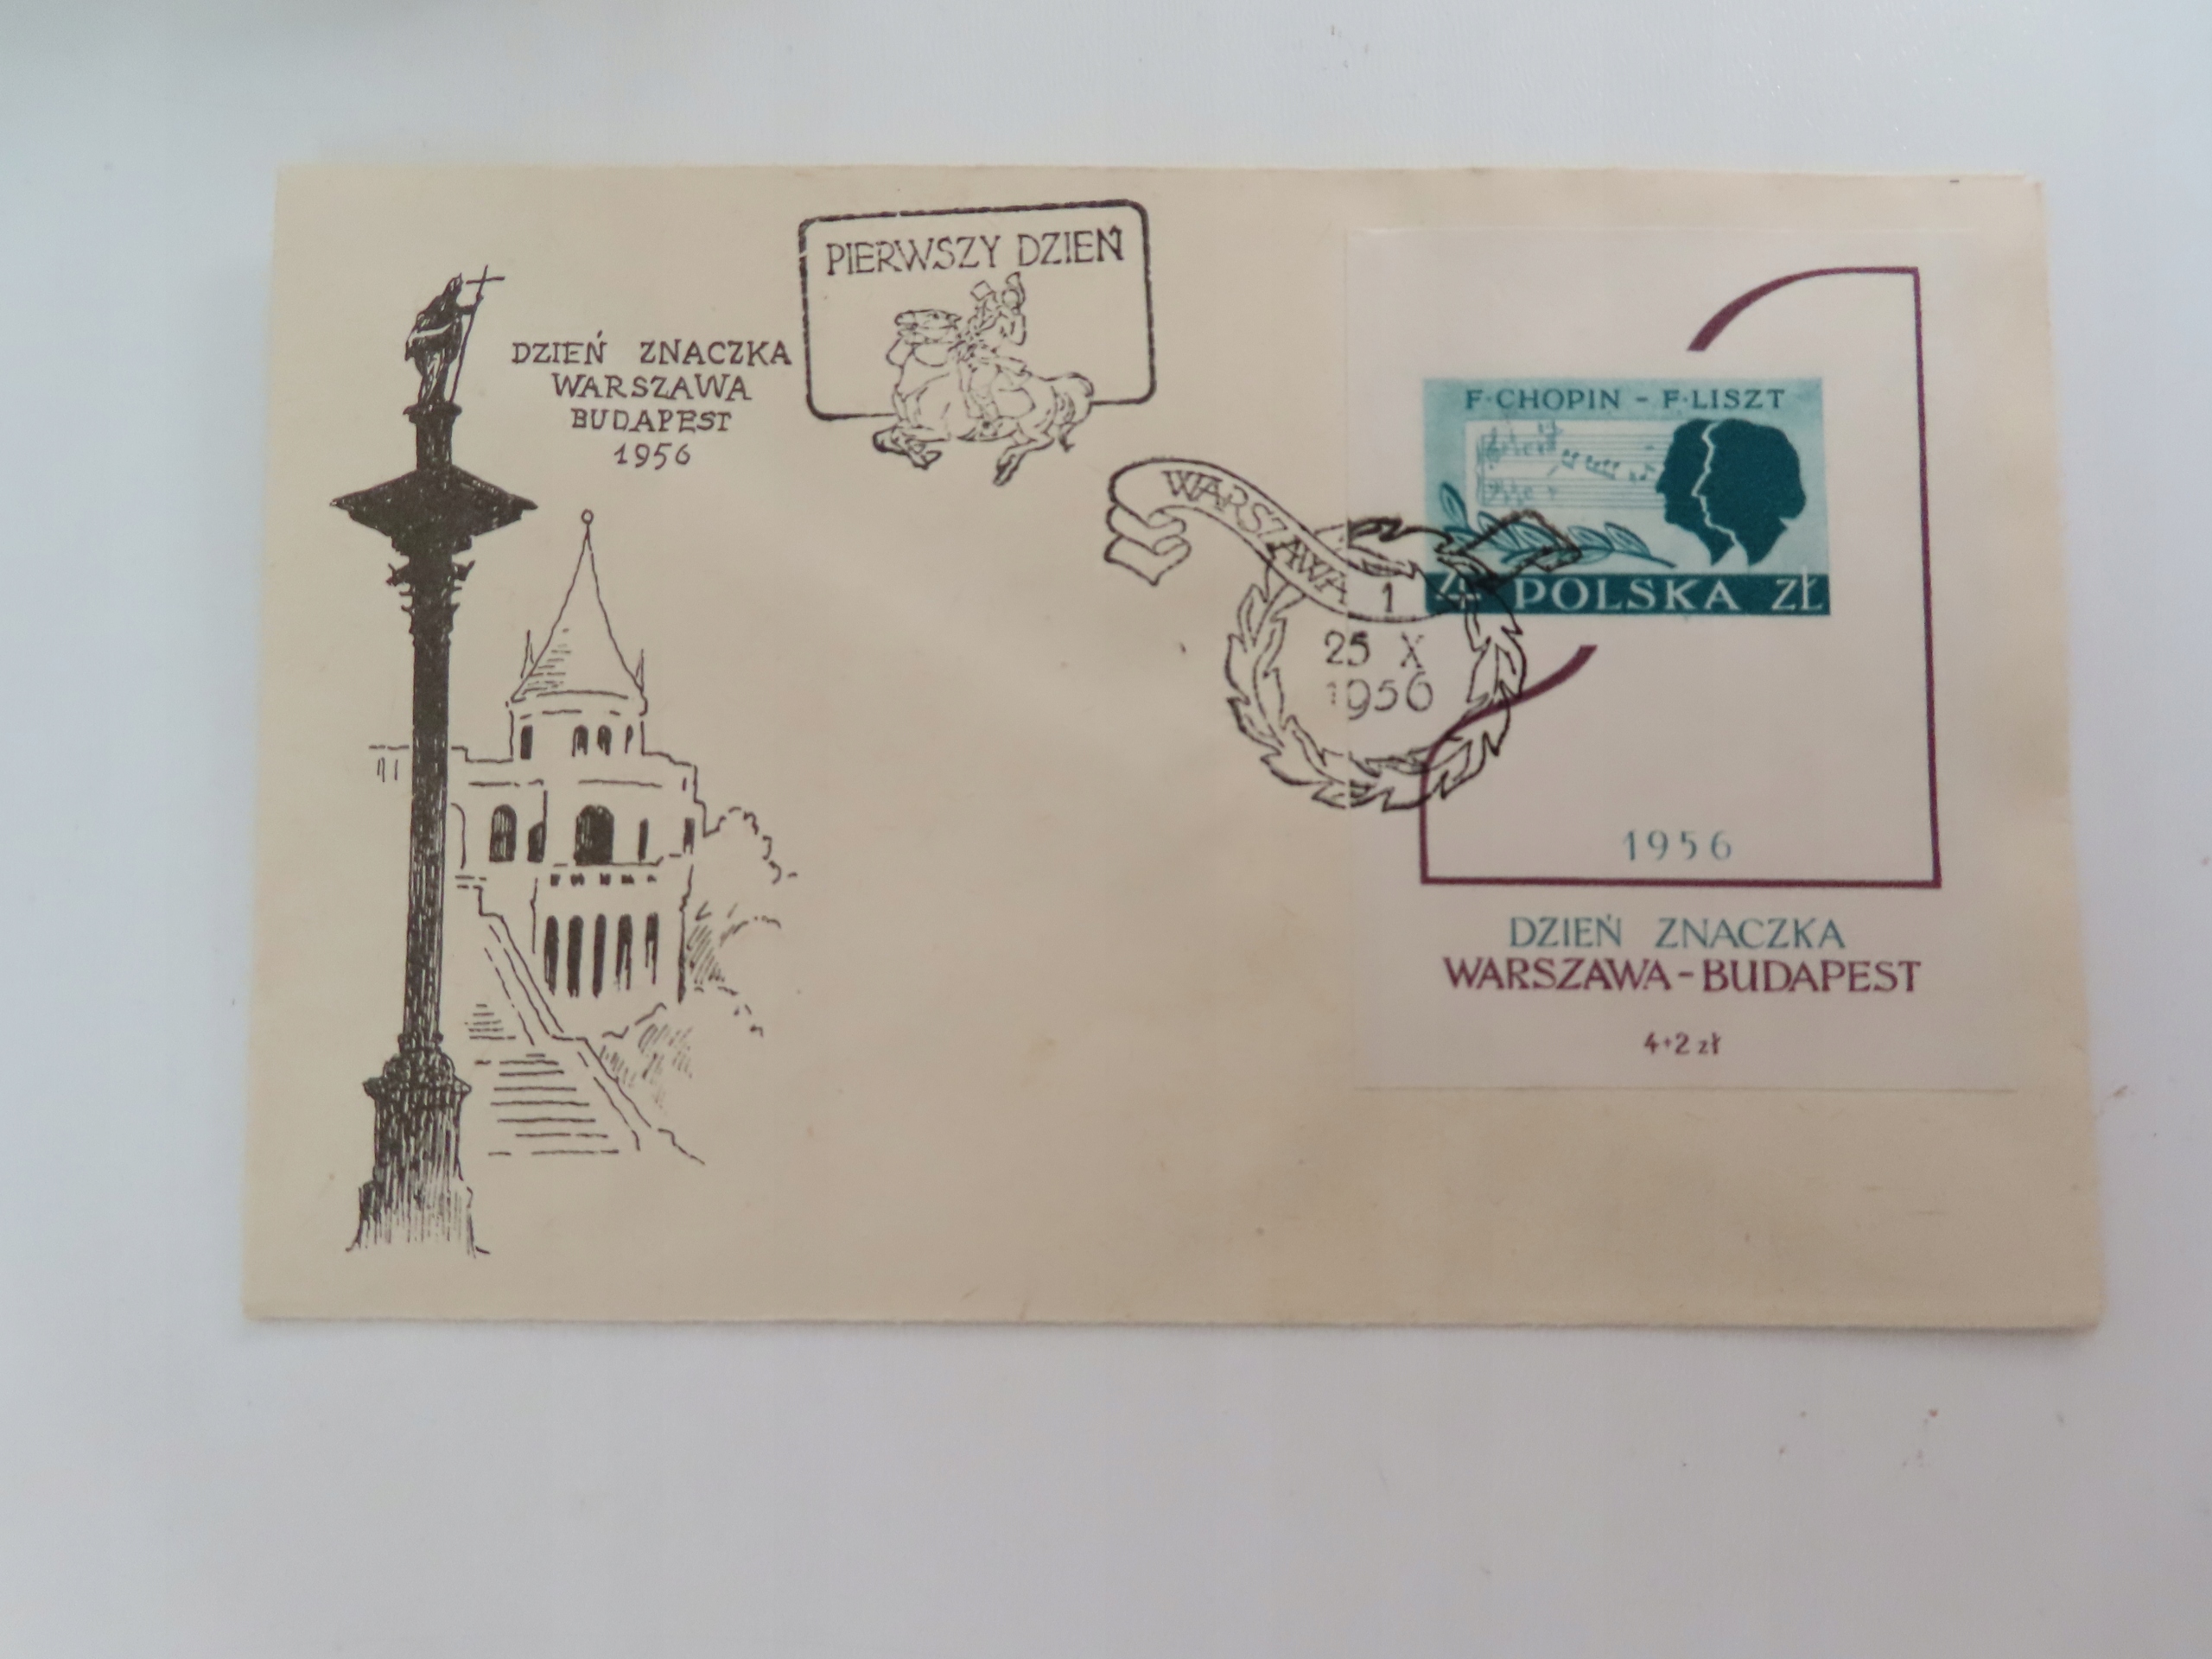 DZIEŃ ZNACZKA
WARSZAWA
BUDAPEST
1956
PIERWSZY DZIEŃ
WARSZAWA 1
25 X
1956
F·CHOPIN - F·LISZT
4 POLSKA ZŁ
1956
DZIEŃ ZNACZKA
WARSZAWA-BUDAPEST
4+2 zł